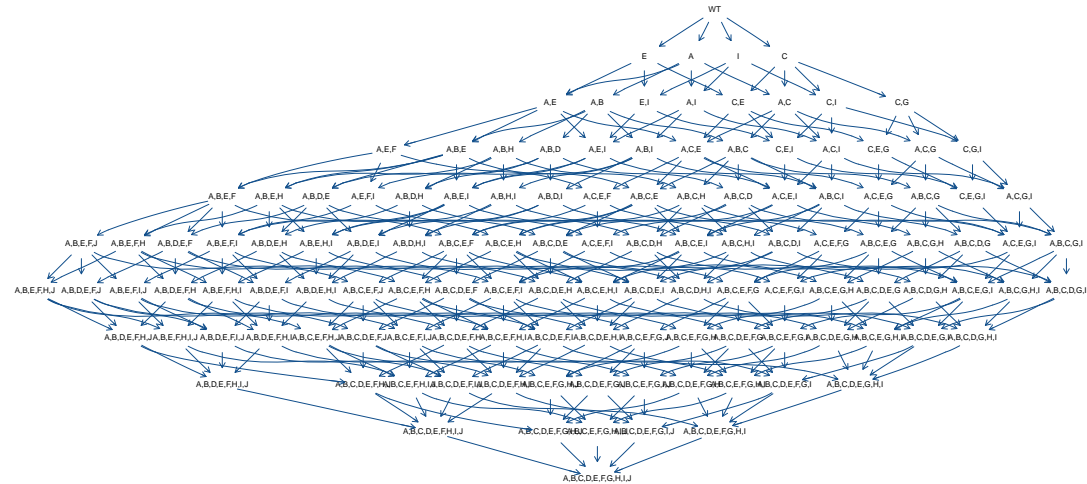 WT
E A I C
A,E A,B E,I A,I C,E A,C C,I C,G
A,E,F A,B,E A,B,H A,B,D A,E,I A,B,I A,C,E A,B,C C,E,I A,C,I C,E,G A,C,G C,G,I
A,B,E,F A,B,E,H A,B,D,E A,E,F,I A,B,D,H A,B,E,I A,B,H,I A,B,D,I A,C,E,F A,B,C,E A,B,C,H A,B,C,D A,C,E,I A,B,C,I A,C,E,G A,B,C,G C,E,G,I A,C,G,I
A,B,E,F,J A,B,E,F,H A,B,D,E,F A,B,E,F,I A,B,D,E,H A,B,E,H,I A,B,D,E,I A,B,D,H,I A,B,C,E,F A,B,C,E,H A,B,C,D,E A,C,E,F,I A,B,C,D,H A,B,C,E,I A,B,C,H,I A,B,C,D,I A,C,E,F,G A,B,C,E,G A,B,C,G,H A,B,C,D,G A,C,E,G,I A,B,C,G,I
A,B,E,F,H,J A,B,D,E,F,J A,B,E,F,I,J A,B,D,E,F,H A,B,E,F,H,I A,B,D,E,F,I A,B,D,E,H,I A,B,C,E,F,J A,B,C,E,F,H A,B,C,D,E,F A,B,C,E,F,I A,B,C,D,E,H A,B,C,E,H,I A,B,C,D,E,I A,B,C,D,H,I A,B,C,E,F,G A,C,E,F,G,I A,B,C,E,G,H A,B,C,D,E,G A,B,C,D,G,H A,B,C,E,G,I A,B,C,G,H,I A,B,C,D,G,I
A,B,D,E,F,H,J A,B,E,F,H,I,J A,B,D,E,F,I,J A,B,D,E,F,H,I A,B,C,E,F,H,J A,B,C,D,E,F,J A,B,C,E,F,I,J A,B,C,D,E,F,H A,B,C,E,F,H,I A,B,C,D,E,F,I A,B,C,D,E,H,I A,B,C,E,F,G,J A,B,C,E,F,G,H A,B,C,D,E,F,G A,B,C,E,F,G,I A,B,C,D,E,G,H A,B,C,E,G,H,I A,B,C,D,E,G,I A,B,C,D,G,H,I
A,B,D,E,F,H,I,J A,B,C,D,E,F,H,J A,B,C,E,F,H,I,J A,B,C,D,E,F,I,J A,B,C,D,E,F,H,I A,B,C,E,F,G,H,J A,B,C,D,E,F,G,J A,B,C,E,F,G,I,J A,B,C,D,E,F,G,H A,B,C,E,F,G,H,I A,B,C,D,E,F,G,I A,B,C,D,E,G,H,I
A,B,C,D,E,F,H,I,J A,B,C,D,E,F,G,H,J A,B,C,E,F,G,H,I,J A,B,C,D,E,F,G,I,J A,B,C,D,E,F,G,H,I
A,B,C,D,E,F,G,H,I,J